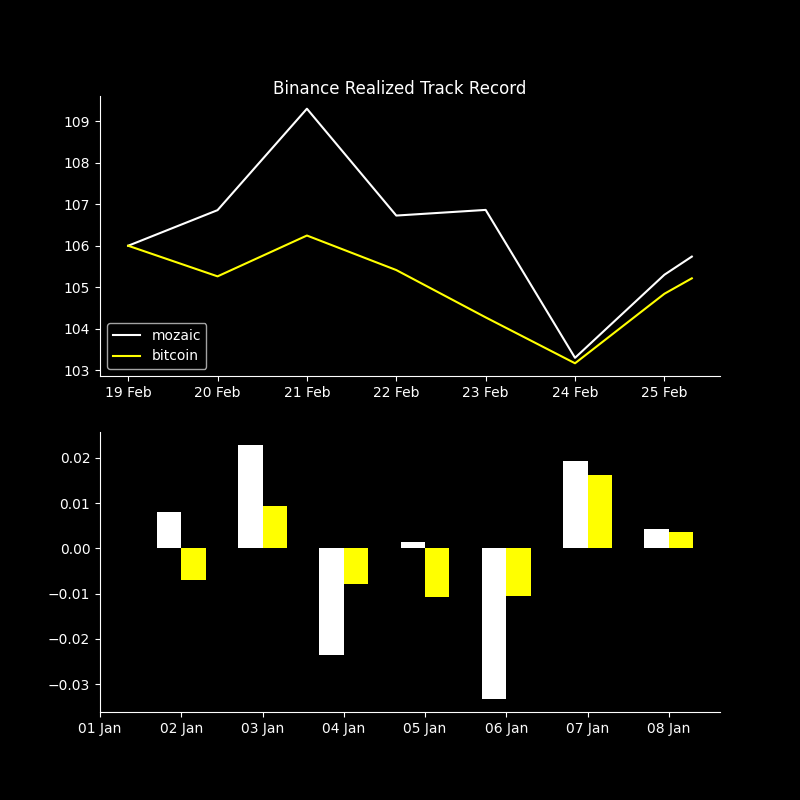 Binance Realized Track Record
109
108
107
106
105
104
103
mozaic
bitcoin
19 Feb 20 Feb 21 Feb 22 Feb 23 Feb 24 Feb 25 Feb
0.02
0.01
0.00
−0.01
−0.02
−0.03
01 Jan 02 Jan 03 Jan 04 Jan 05 Jan 06 Jan 07 Jan 08 Jan